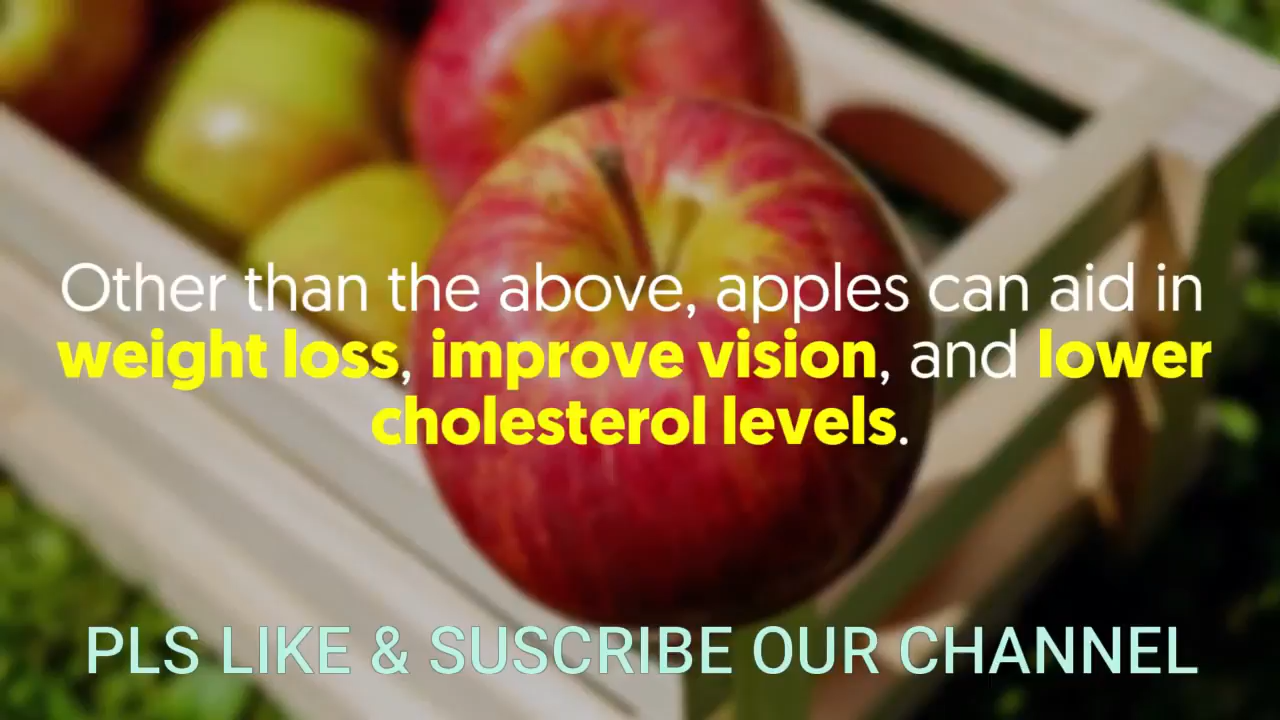 Other than the above, apples can aid in
weight loss, improve vision, and lower
cholesterol levels.
PLS LIKE & SUSCRIBE OUR CHANNEL